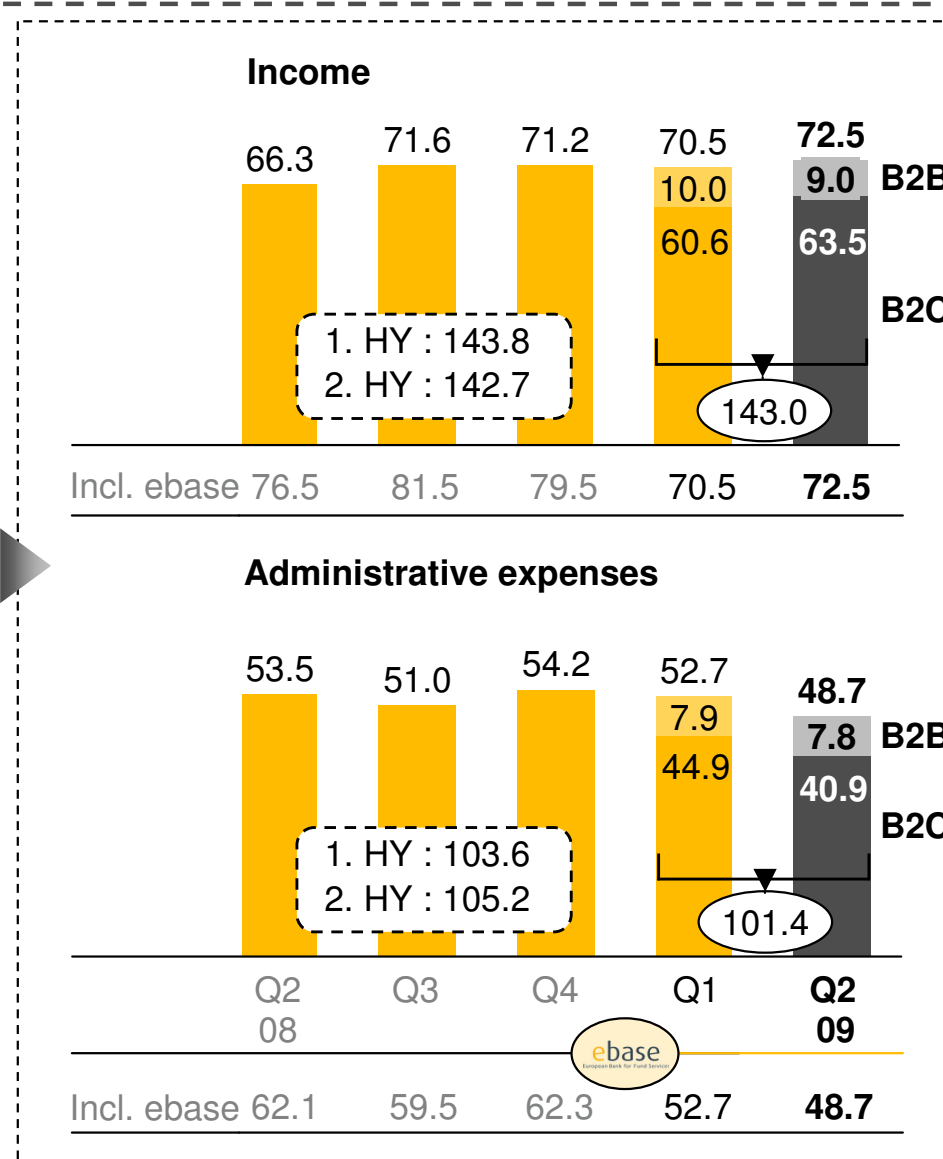 Income
66.3 71.6 71.2 70.5 72.5
10.0 9.0 B2B
60.6 63.5
B2C
1. HY : 143.8
2. HY : 142.7
143.0
Incl. ebase 76.5 81.5 79.5 70.5 72.5
Administrative expenses
53.5 51.0 54.2 52.7 48.7
7.9 7.8 B2B
44.9 40.9
B2C
1. HY : 103.6
2. HY : 105.2
101.4
Q2 Q3 Q4 Q1 Q2
08 09
ebase
European Bank for Fund Services
Incl. ebase 62.1 59.5 62.3 52.7 48.7